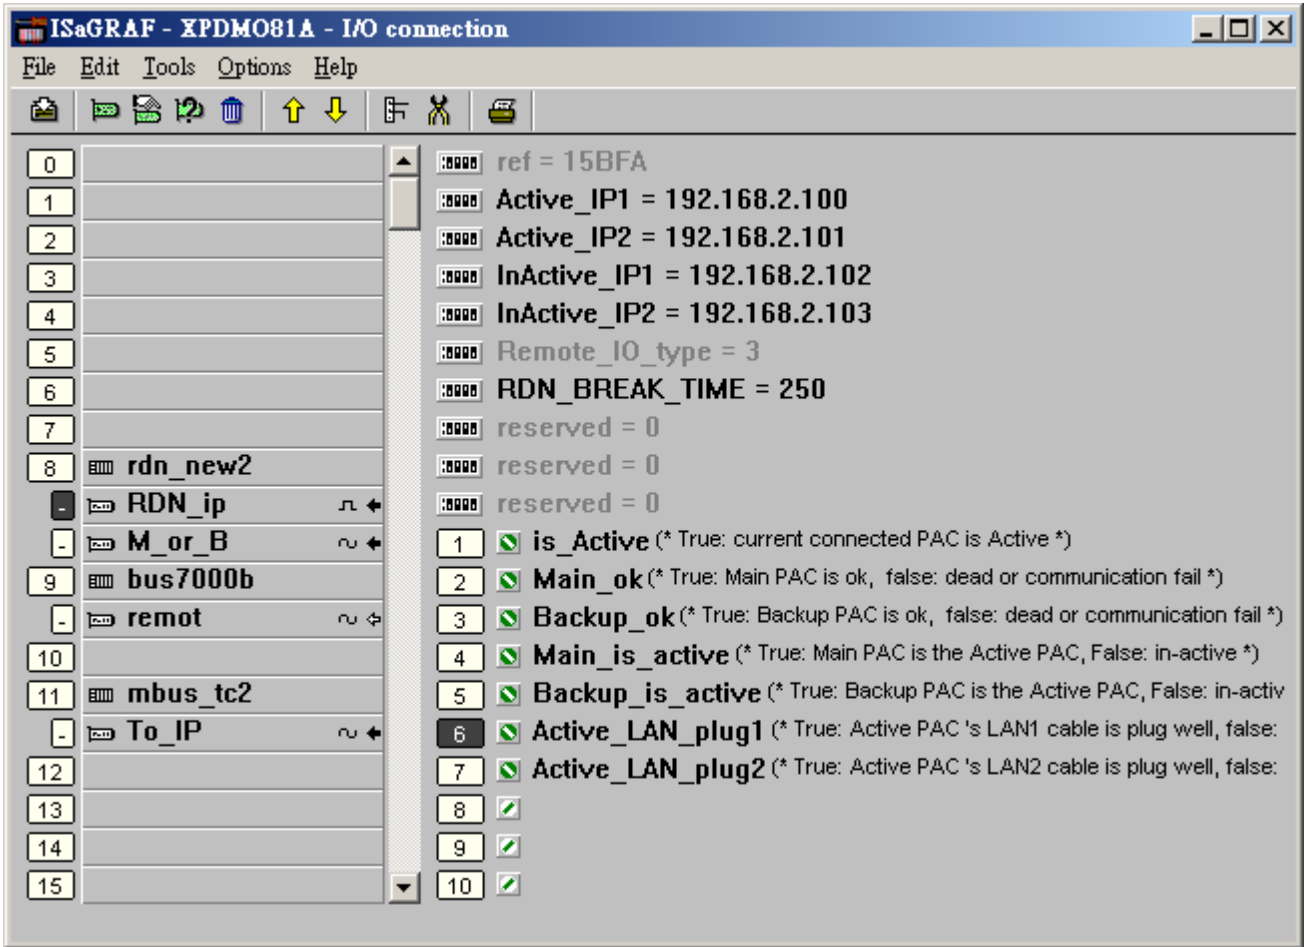 ISaGRAF - XPDMO81A - I/O connection
File Edit Tools Options Help
0
1
2
3
4
5
6
7
8 rdn_new2
- RDN_ip
- M_or_B
9 bus7000b
- remot
10
11 mbus_tc2
- To_IP
12
13
14
15
ref = 15BFA
Active_IP1 = 192.168.2.100
Active_IP2 = 192.168.2.101
InActive_IP1 = 192.168.2.102
InActive_IP2 = 192.168.2.103
Remote_IO_type = 3
RDN_BREAK_TIME = 250
reserved = 0
reserved = 0
reserved = 0
1 is_Active (* True: current connected PAC is Active *)
2 Main_ok (* True: Main PAC is ok, false: dead or communication fail *)
3 Backup_ok (* True: Backup PAC is ok, false: dead or communication fail *)
4 Main_is_active (* True: Main PAC is the Active PAC, False: in-active *)
5 Backup_is_active (* True: Backup PAC is the Active PAC, False: in-activ
6 Active_LAN_plug1 (* True: Active PAC 's LAN1 cable is plug well, false:
7 Active_LAN_plug2 (* True: Active PAC 's LAN2 cable is plug well, false:
8
9
10